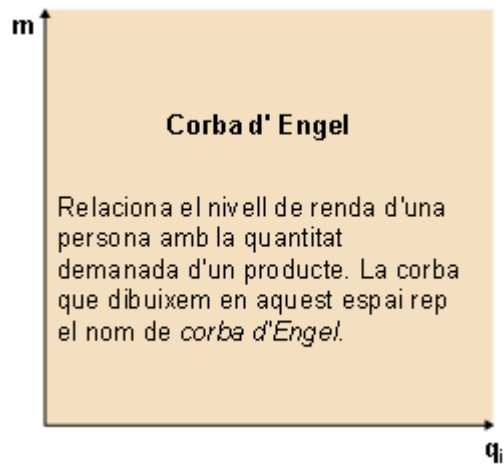 m
Corba d' Engel
Relaciona el nivell de renda d'una
persona amb la quantitat
demanada d'un producte. La corba
que dibuixem en aquest espai rep
el nom de corba d'Engel.
qi